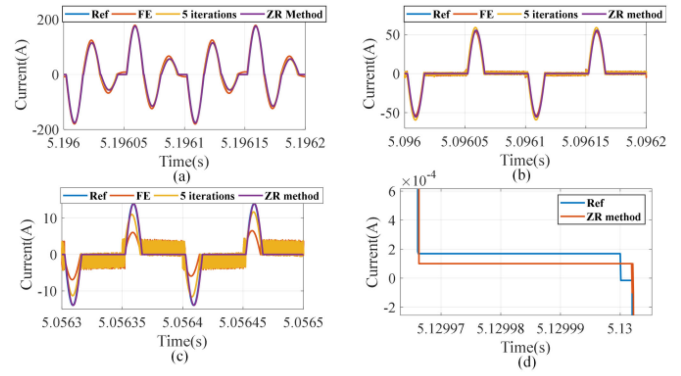 Ref FE 5 iterations ZR Method
Current(A)
200
0
-200
5.196 5.19605 5.1961 5.19615 5.1962
Time(s)
(a)
Ref FE 5 iterations ZR method
Current(A)
50
0
-50
5.096 5.09605 5.0961 5.09615 5.0962
Time(s)
(b)
Ref FE 5 iterations ZR method
Current(A)
10
0
-10
5.0563 5.05635 5.0564 5.05645 5.0565
Time(s)
(c)
6 ×10⁻⁴
Ref
ZR method
Current(A)
4
2
0
-2
5.12997 5.12998 5.12999 5.13
Time(s)
(d)